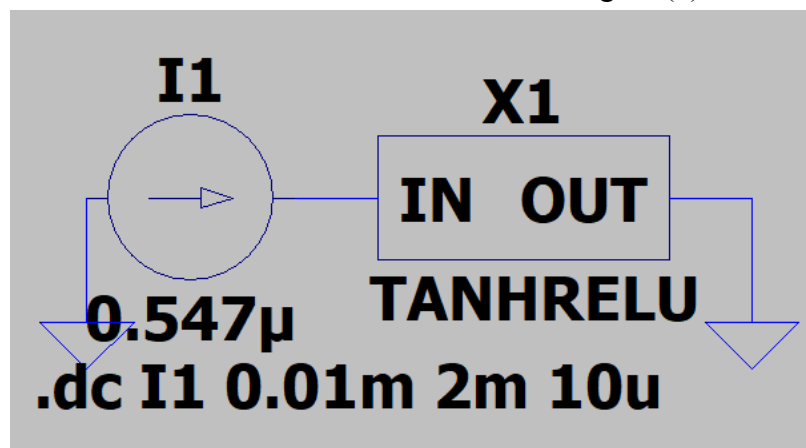 I1
X1
IN OUT
TANHRELU
0.547µ
.dc I1 0.01m 2m 10u